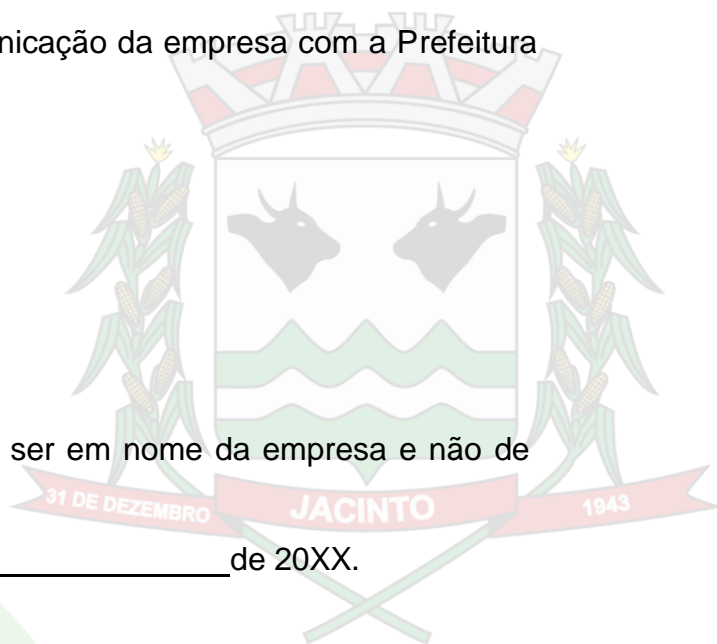 nicação da empresa com a Prefeitura
ser em nome da empresa e não de
31 DE DEZEMBRO JACINTO 1943
de 20XX.